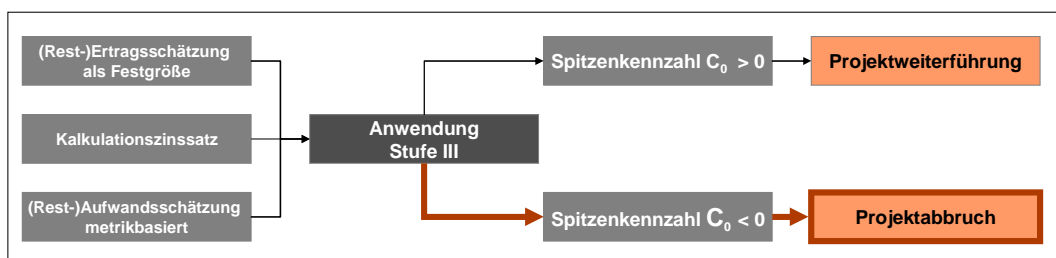 (Rest-)Ertragsschätzung
als Festgröße
Kalkulationszinssatz
(Rest-)Aufwandsschätzung
metrikbasiert
Anwendung
Stufe III
Spitzenkennzahl C₀ > 0
Projektweiterführung
Spitzenkennzahl C₀ < 0
Projektabbruch